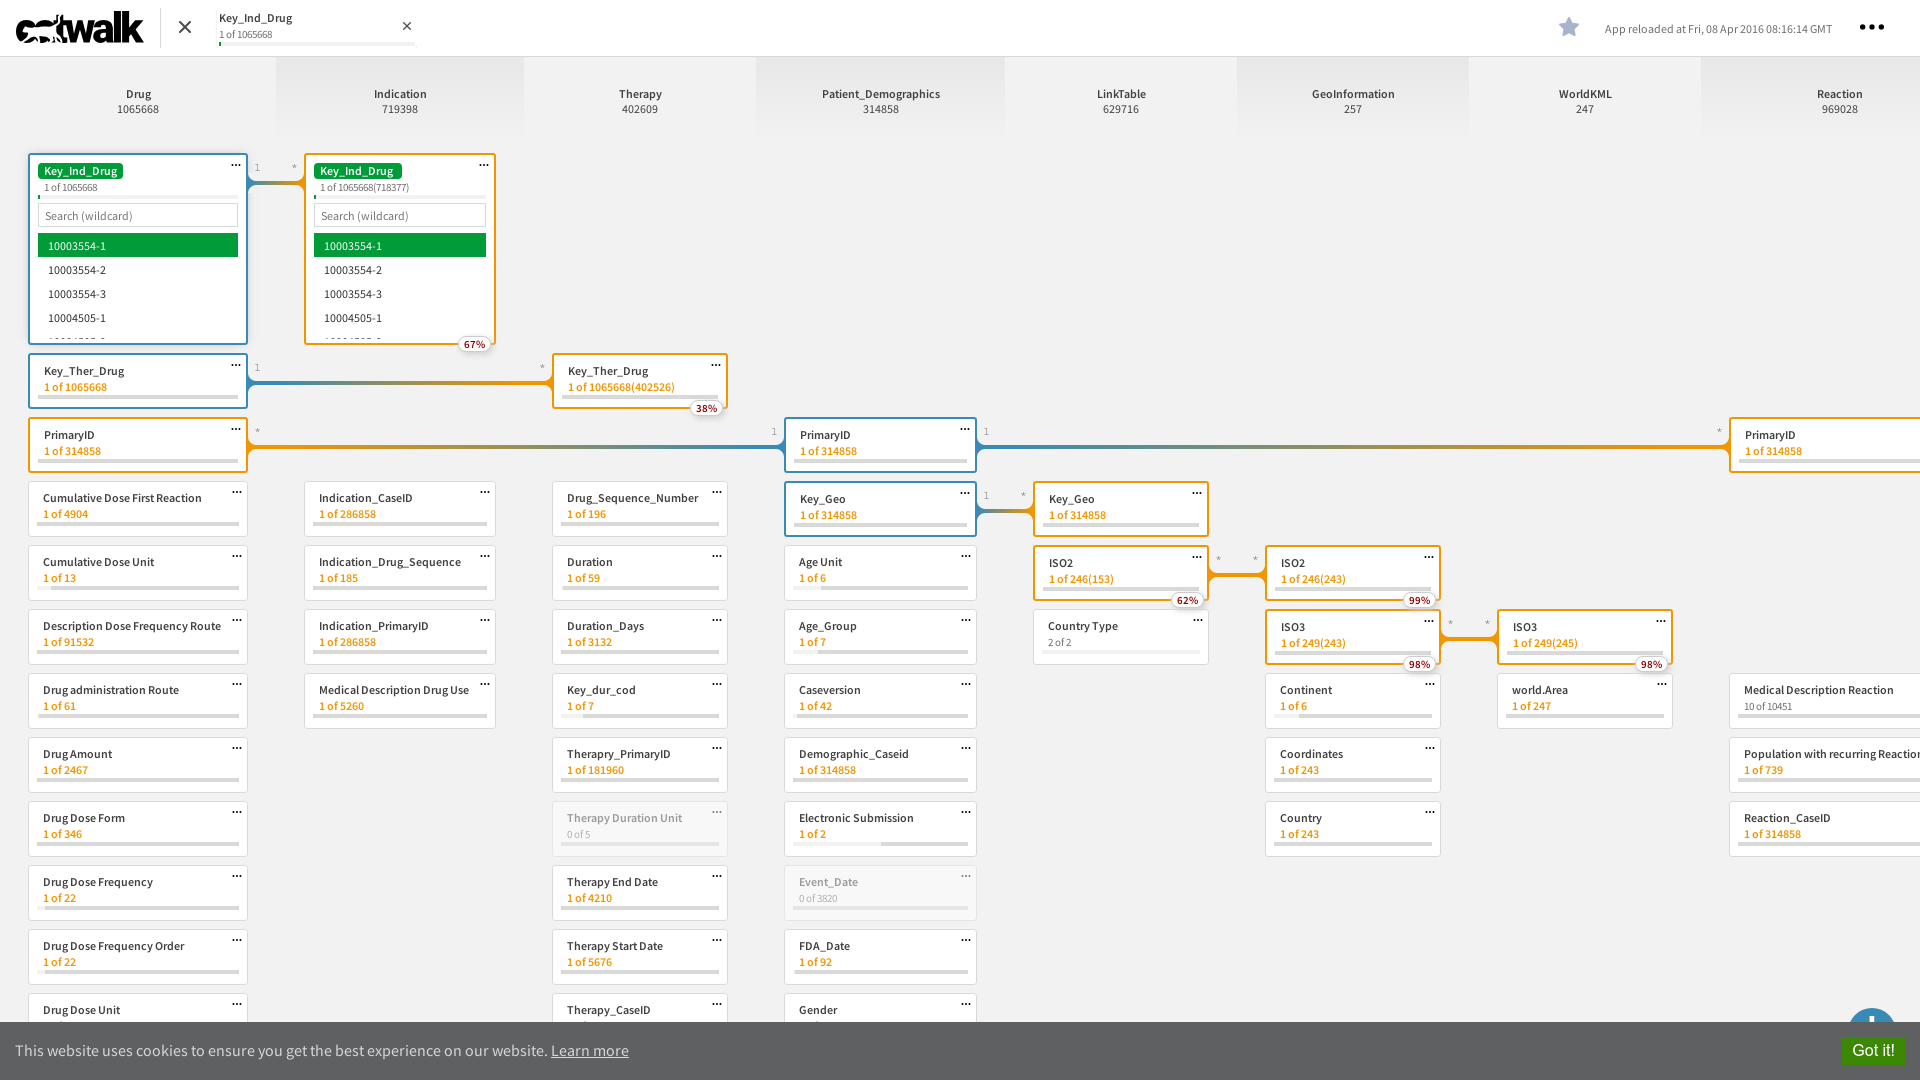 catwalk
Key_Ind_Drug
1 of 1065668
App reloaded at Fri, 08 Apr 2016 08:16:14 GMT
Drug
1065668
Indication
719398
Therapy
402609
Patient_Demographics
314858
LinkTable
629716
GeoInformation
257
WorldKML
247
Reaction
969028
Key_Ind_Drug
1 of 1065668
Search (wildcard)
10003554-1
10003554-2
10003554-3
10004505-1
1 *
Key_Ind_Drug
1 of 1065668(718377)
Search (wildcard)
10003554-1
10003554-2
10003554-3
10004505-1
67%
Key_Ther_Drug
1 of 1065668
1 *
Key_Ther_Drug
1 of 1065668(402526)
38%
PrimaryID
1 of 314858
* 1
PrimaryID
1 of 314858
1 *
PrimaryID
1 of 314858
Cumulative Dose First Reaction
1 of 4904
Indication_CaseID
1 of 286858
Drug_Sequence_Number
1 of 196
Key_Geo
1 of 314858
1 *
Key_Geo
1 of 314858
Cumulative Dose Unit
1 of 13
Indication_Drug_Sequence
1 of 185
Duration
1 of 59
Age Unit
1 of 6
ISO2
1 of 246(153)
62%
* *
ISO2
1 of 246(243)
99%
Description Dose Frequency Route
1 of 91532
Indication_PrimaryID
1 of 286858
Duration_Days
1 of 3132
Age_Group
1 of 7
Country Type
2 of 2
ISO3
1 of 249(243)
98%
* *
ISO3
1 of 249(245)
98%
Drug administration Route
1 of 61
Medical Description Drug Use
1 of 5260
Key_dur_cod
1 of 7
Caseversion
1 of 42
Continent
1 of 6
world.Area
1 of 247
Medical Description Reaction
10 of 10451
Drug Amount
1 of 2467
Therapry_PrimaryID
1 of 181960
Demographic_Caseid
1 of 314858
Coordinates
1 of 243
Population with recurring Reaction
1 of 739
Drug Dose Form
1 of 346
Therapy Duration Unit
0 of 5
Electronic Submission
1 of 2
Country
1 of 243
Reaction_CaseID
1 of 314858
Drug Dose Frequency
1 of 22
Therapy End Date
1 of 4210
Event_Date
0 of 3820
Drug Dose Frequency Order
1 of 22
Therapy Start Date
1 of 5676
FDA_Date
1 of 92
Drug Dose Unit
Therapy_CaseID
Gender
This website uses cookies to ensure you get the best experience on our website. Learn more
Got it!